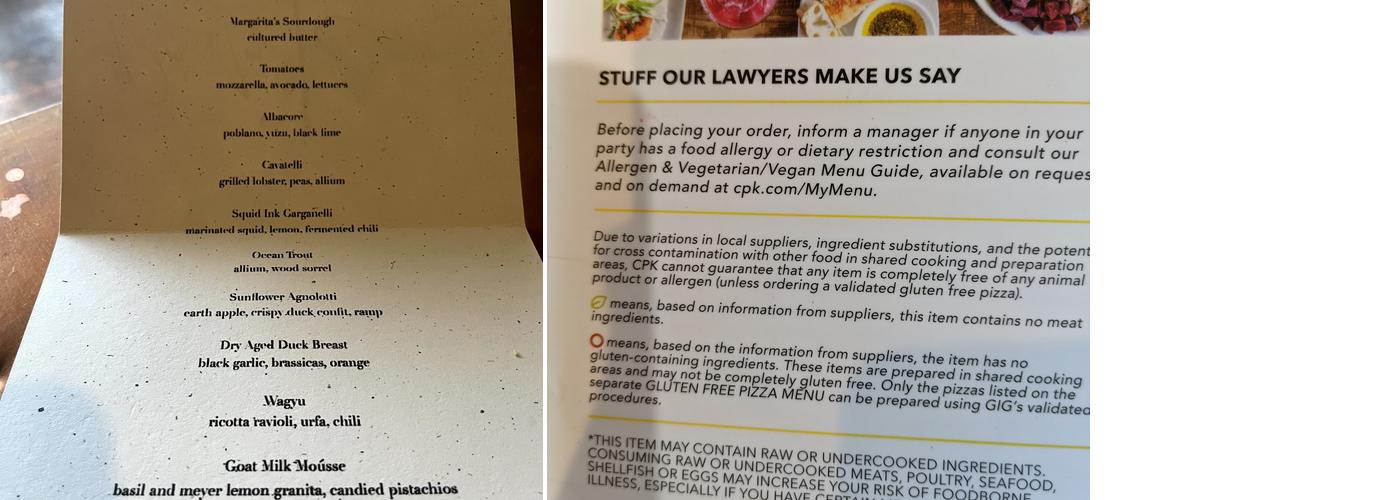 Margarita's Sourdough
cultured butter
Tomatoes
mozzarella, avocado, lettuces
Albacore
poblano, yuzu, black lime
Cavatelli
grilled lobster, peas, allium
Squid Ink Garganelli
marinated squid, lemon, fermented chili
Ocean Trout
allium, wood sorrel
Sunflower Agnolotti
earth apple, crispy duck confit, ramp
Dry Aged Duck Breast
black garlic, brassicas, orange
Wagyu
ricotta ravioli, urfa, chili
Goat Milk Moússe
basil and meyer lemon granita, candied pistachios
STUFF OUR LAWYERS MAKE US SAY
Before placing your order, inform a manager if anyone in your
party has a food allergy or dietary restriction and consult our
Allergen & Vegetarian/Vegan Menu Guide, available on reques
and on demand at cpk.com/MyMenu.
Due to variations in local suppliers, ingredient substitutions, and the potent
for cross contamination with other food in shared cooking and preparation
areas, CPK cannot guarantee that any item is completely free of any animal
product or allergen (unless ordering a validated gluten free pizza).
means, based on information from suppliers, this item contains no meat
ingredients.
means, based on the information from suppliers, the item has no
gluten-containing ingredients. These items are prepared in shared cooking
areas and may not be completely gluten free. Only the pizzas listed on the
separate GLUTEN FREE PIZZA MENU can be prepared using GIG's validated
procedures.
*THIS ITEM MAY CONTAIN RAW OR UNDERCOOKED INGREDIENTS.
CONSUMING RAW OR UNDERCOOKED MEATS, POULTRY, SEAFOOD,
SHELLFISH OR EGGS MAY INCREASE YOUR RISK OF FOODBORNE
ILLNESS, ESPECIALLY IF YOU HAVE